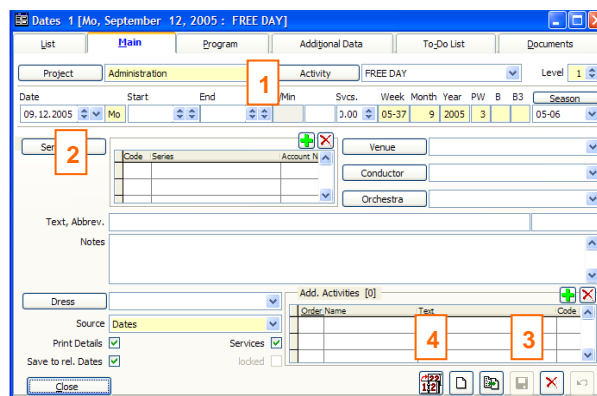 Dates 1 [Mo, September 12, 2005 : FREE DAY]
List Main Program Additional Data To-Do List Documents
Project Administration 1 Activity FREE DAY Level 1
Date Start End /Min Svcs. Week Month Year PW B B3 Season
09.12.2005 Mo 0.00 05-37 9 2005 3 05-06
2 Venue
Code Series Account N
Conductor
Orchestra
Text, Abbrev.
Notes
Dress Add. Activities [0]
Order Name Text Code
Source Dates
Print Details Services 4 3
Save to rel. Dates locked
Close